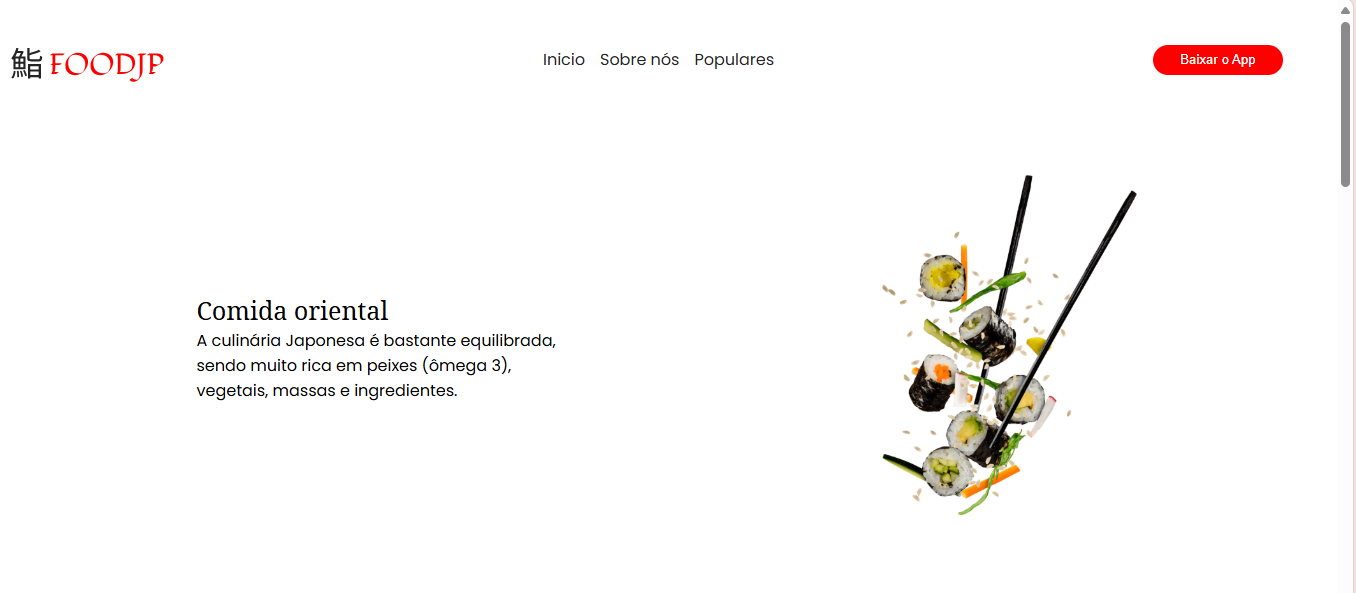 鮨 FOODJP
Inicio Sobre nós Populares
Baixar o App
Comida oriental
A culinária Japonesa é bastante equilibrada,
sendo muito rica em peixes (ômega 3),
vegetais, massas e ingredientes.